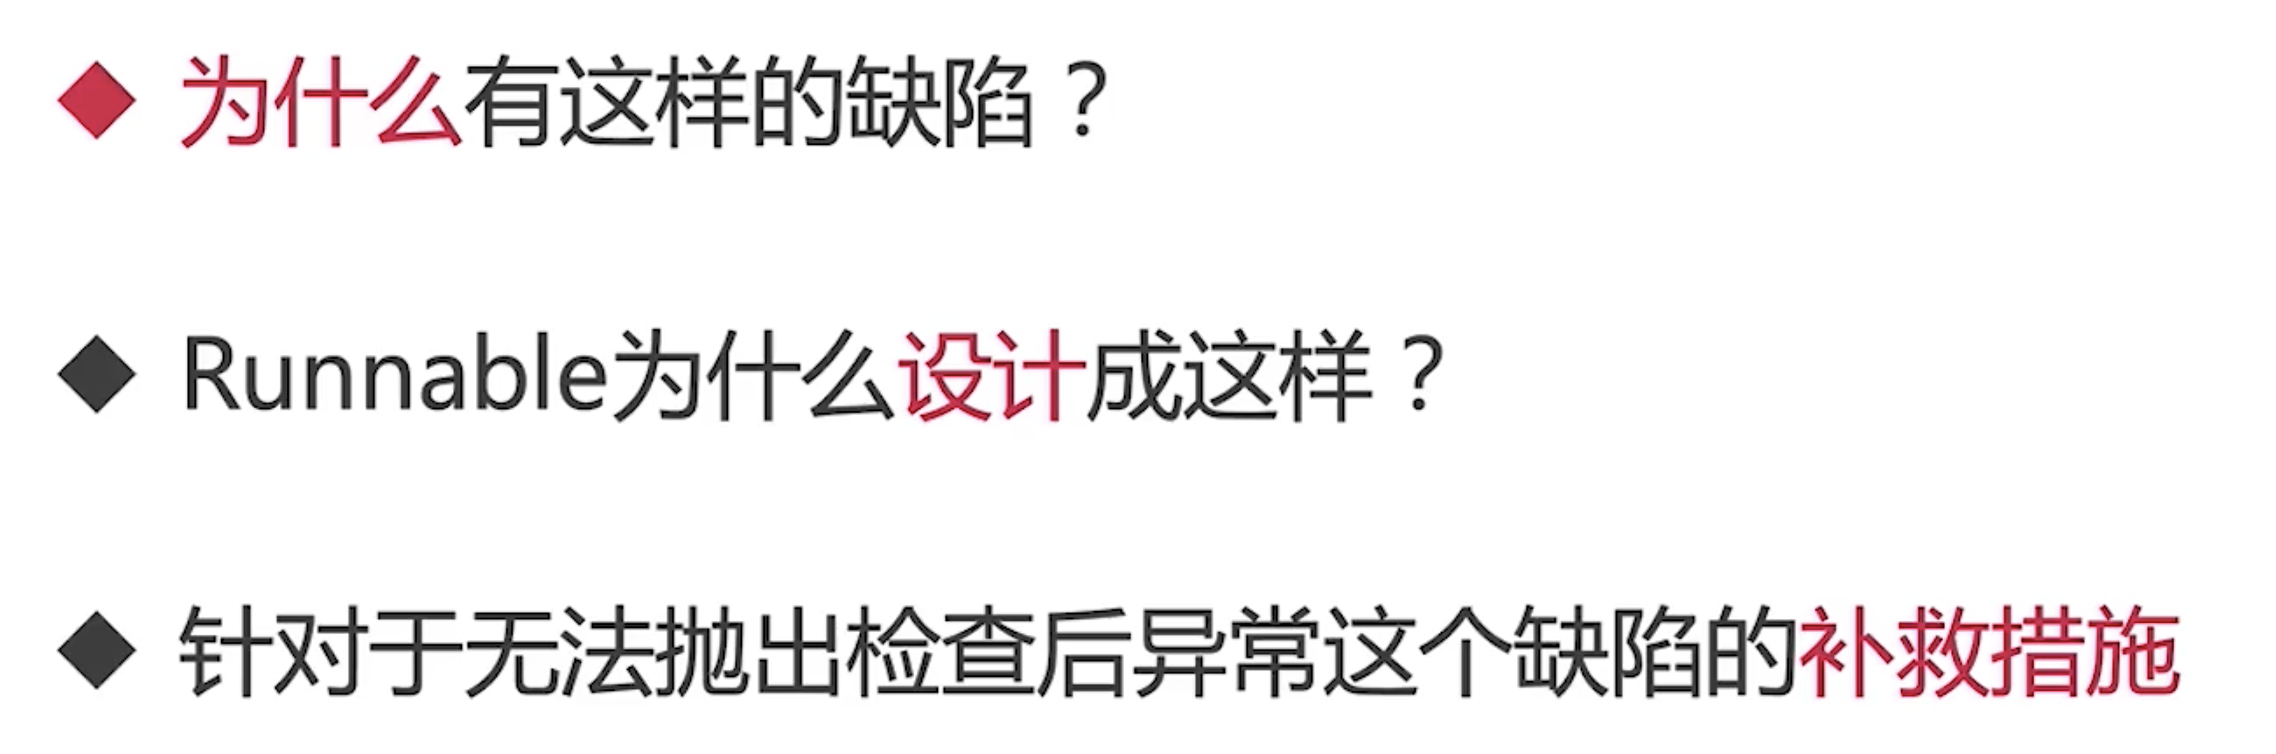 为什么有这样的缺陷？
Runnable为什么设计成这样？
针对于无法抛出检查后异常这个缺陷的补救措施